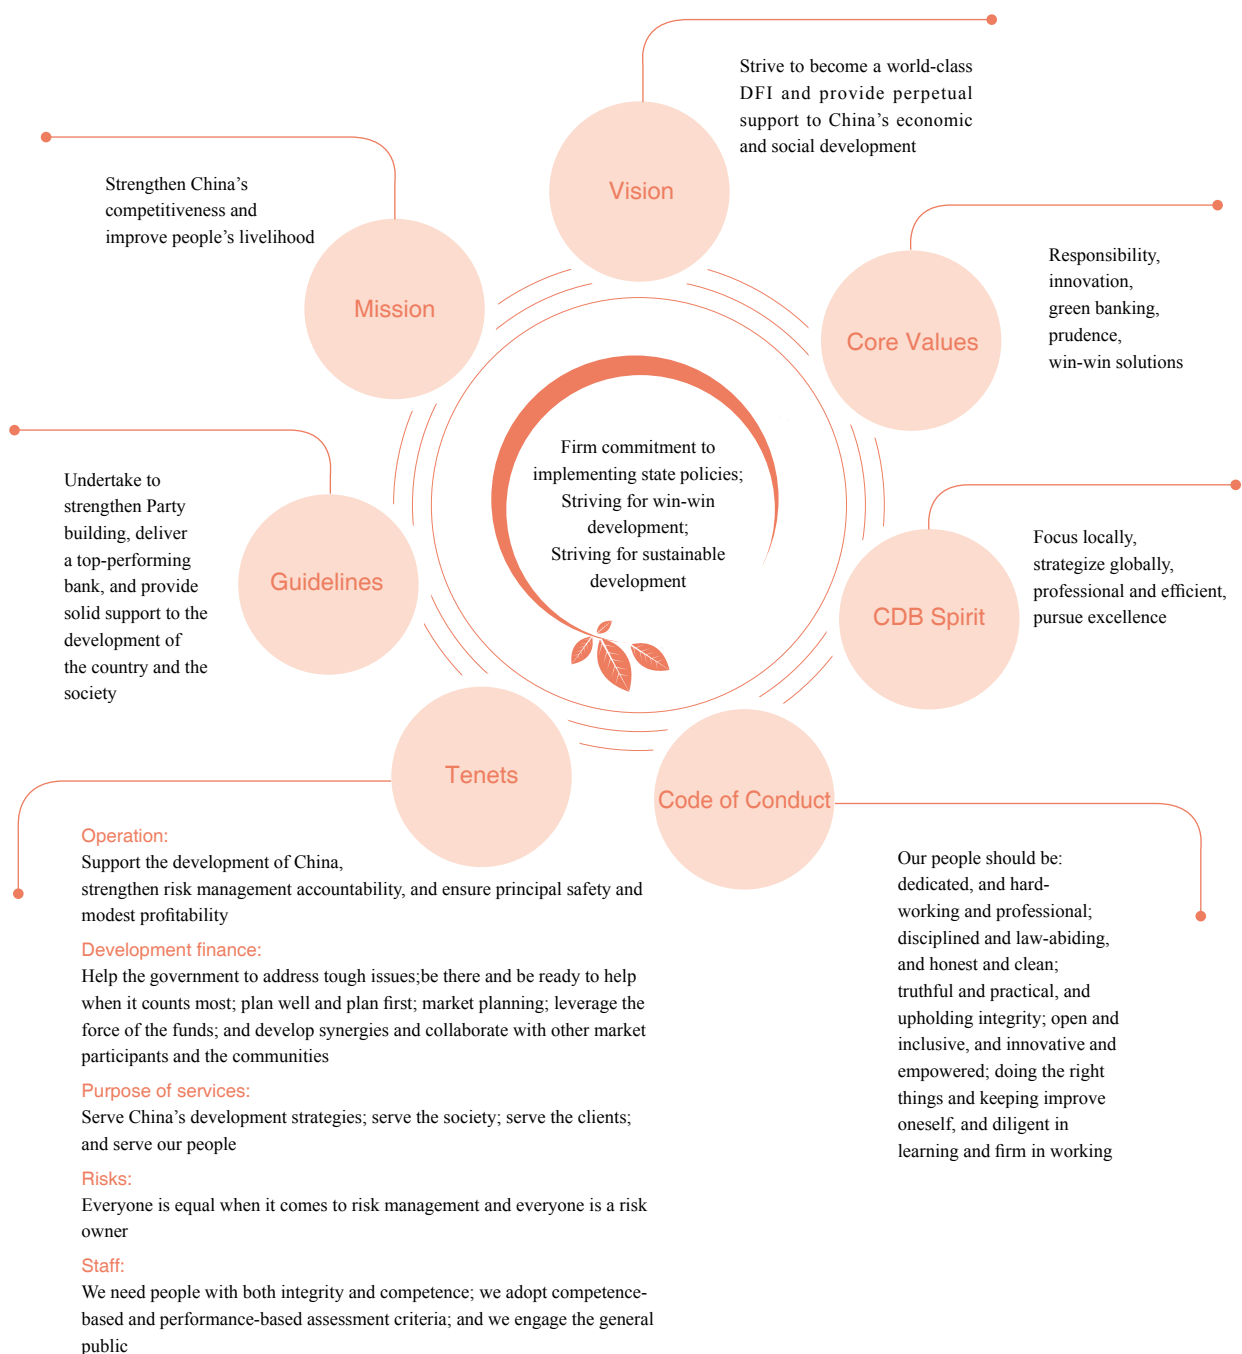 Vision
Strive to become a world-class
DFI and provide perpetual
support to China's economic
and social development
Mission
Strengthen China's
competitiveness and
improve people's livelihood
Core Values
Responsibility,
innovation,
green banking,
prudence,
win-win solutions
Firm commitment to
implementing state policies;
Striving for win-win
development;
Striving for sustainable
development
Guidelines
Undertake to
strengthen Party
building, deliver
a top-performing
bank, and provide
solid support to the
development of
the country and the
society
CDB Spirit
Focus locally,
strategize globally,
professional and efficient,
pursue excellence
Tenets
Operation:
Support the development of China,
strengthen risk management accountability, and ensure principal safety and
modest profitability
Development finance:
Help the government to address tough issues;be there and be ready to help
when it counts most; plan well and plan first; market planning; leverage the
force of the funds; and develop synergies and collaborate with other market
participants and the communities
Purpose of services:
Serve China's development strategies; serve the society; serve the clients;
and serve our people
Risks:
Everyone is equal when it comes to risk management and everyone is a risk
owner
Staff:
We need people with both integrity and competence; we adopt competence-
based and performance-based assessment criteria; and we engage the general
public
Code of Conduct
Our people should be:
dedicated, and hard-
working and professional;
disciplined and law-abiding,
and honest and clean;
truthful and practical, and
upholding integrity; open and
inclusive, and innovative and
empowered; doing the right
things and keeping improve
oneself, and diligent in
learning and firm in working